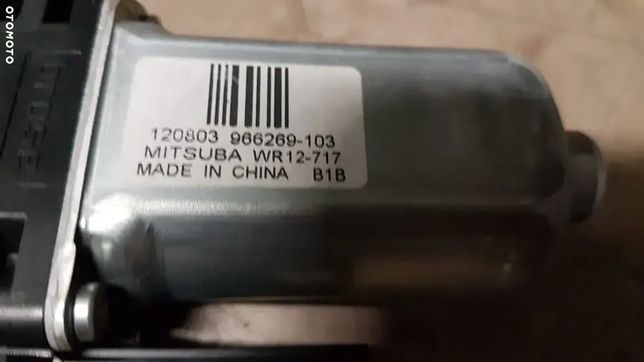 OTOMOTO
120803 966269-103
MITSUBA WR12-717
MADE IN CHINA B1B